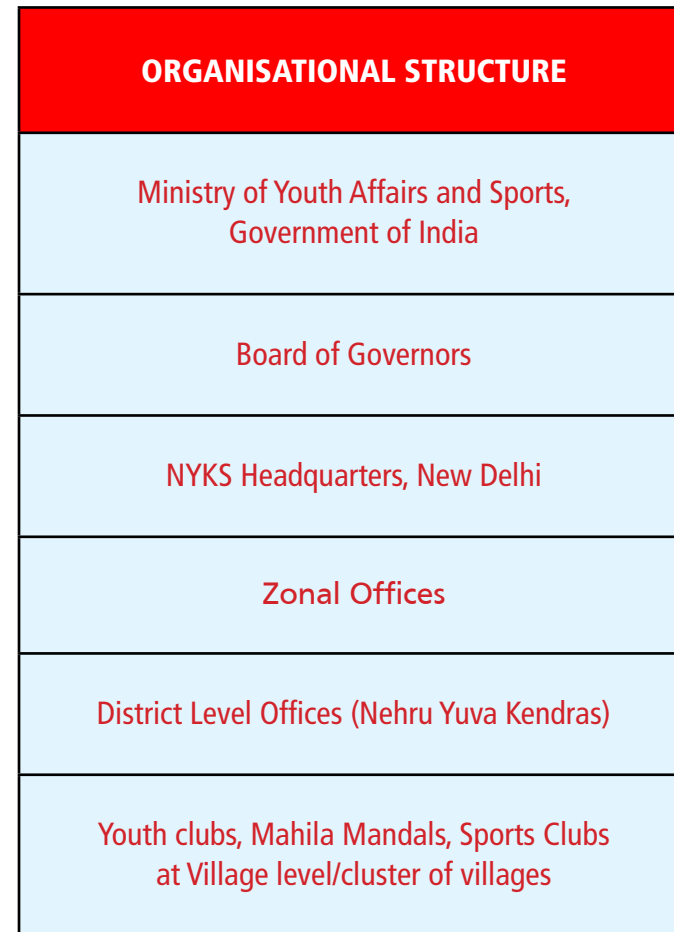 ORGANISATIONAL STRUCTURE
Ministry of Youth Affairs and Sports,
Government of India
Board of Governors
NYKS Headquarters, New Delhi
Zonal Offices
District Level Offices (Nehru Yuva Kendras)
Youth clubs, Mahila Mandals, Sports Clubs
at Village level/cluster of villages